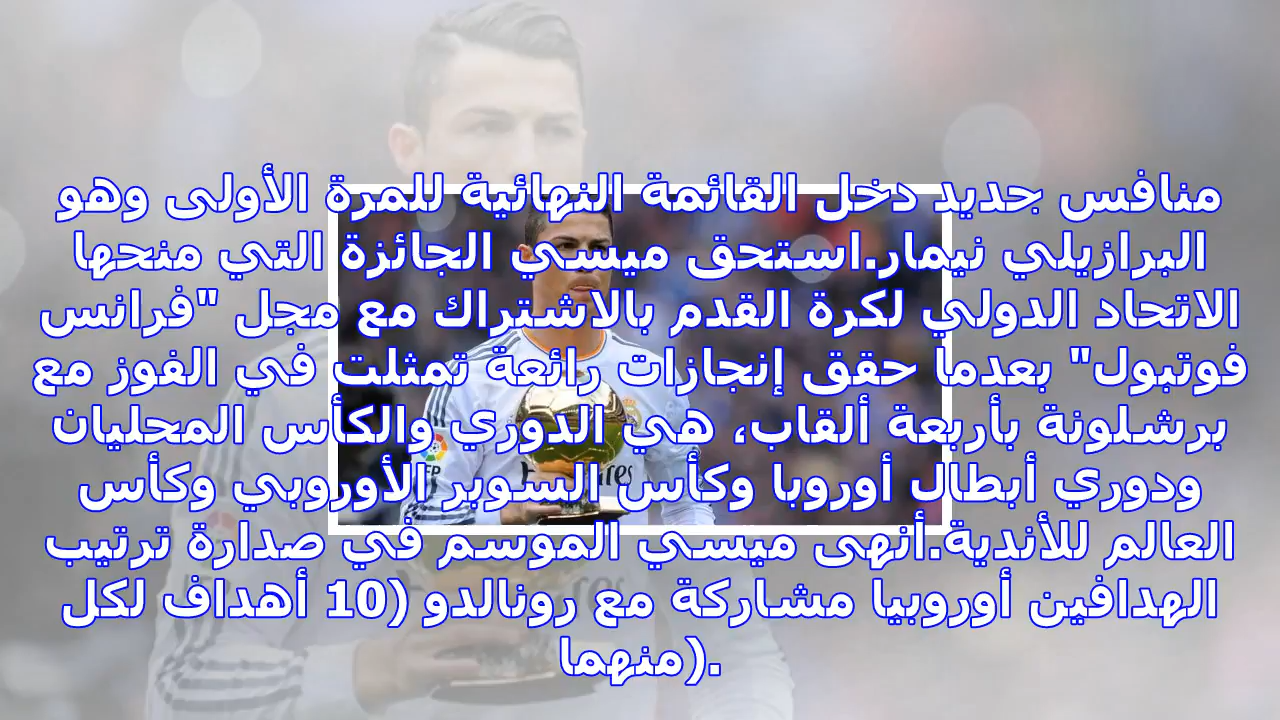 منافس جديد دخل القائمة النهائية للمرة الأولى وهو
البرازيلي نيمار.استحق ميسي الجائزة التي منحها
الاتحاد الدولي لكرة القدم بالاشتراك مع مجل "فرانس
فوتبول" بعدما حقق إنجازات رائعة تمثلت في الفوز مع
برشلونة بأربعة ألقاب، هي الدوري والكأس المحليان
ودوري أبطال أوروبا وكأس السوبر الأوروبي وكأس
العالم للأندية.أنهى ميسي الموسم في صدارة ترتيب
الهدافين أوروبيا مشاركة مع رونالدو (10 أهداف لكل
منهما).